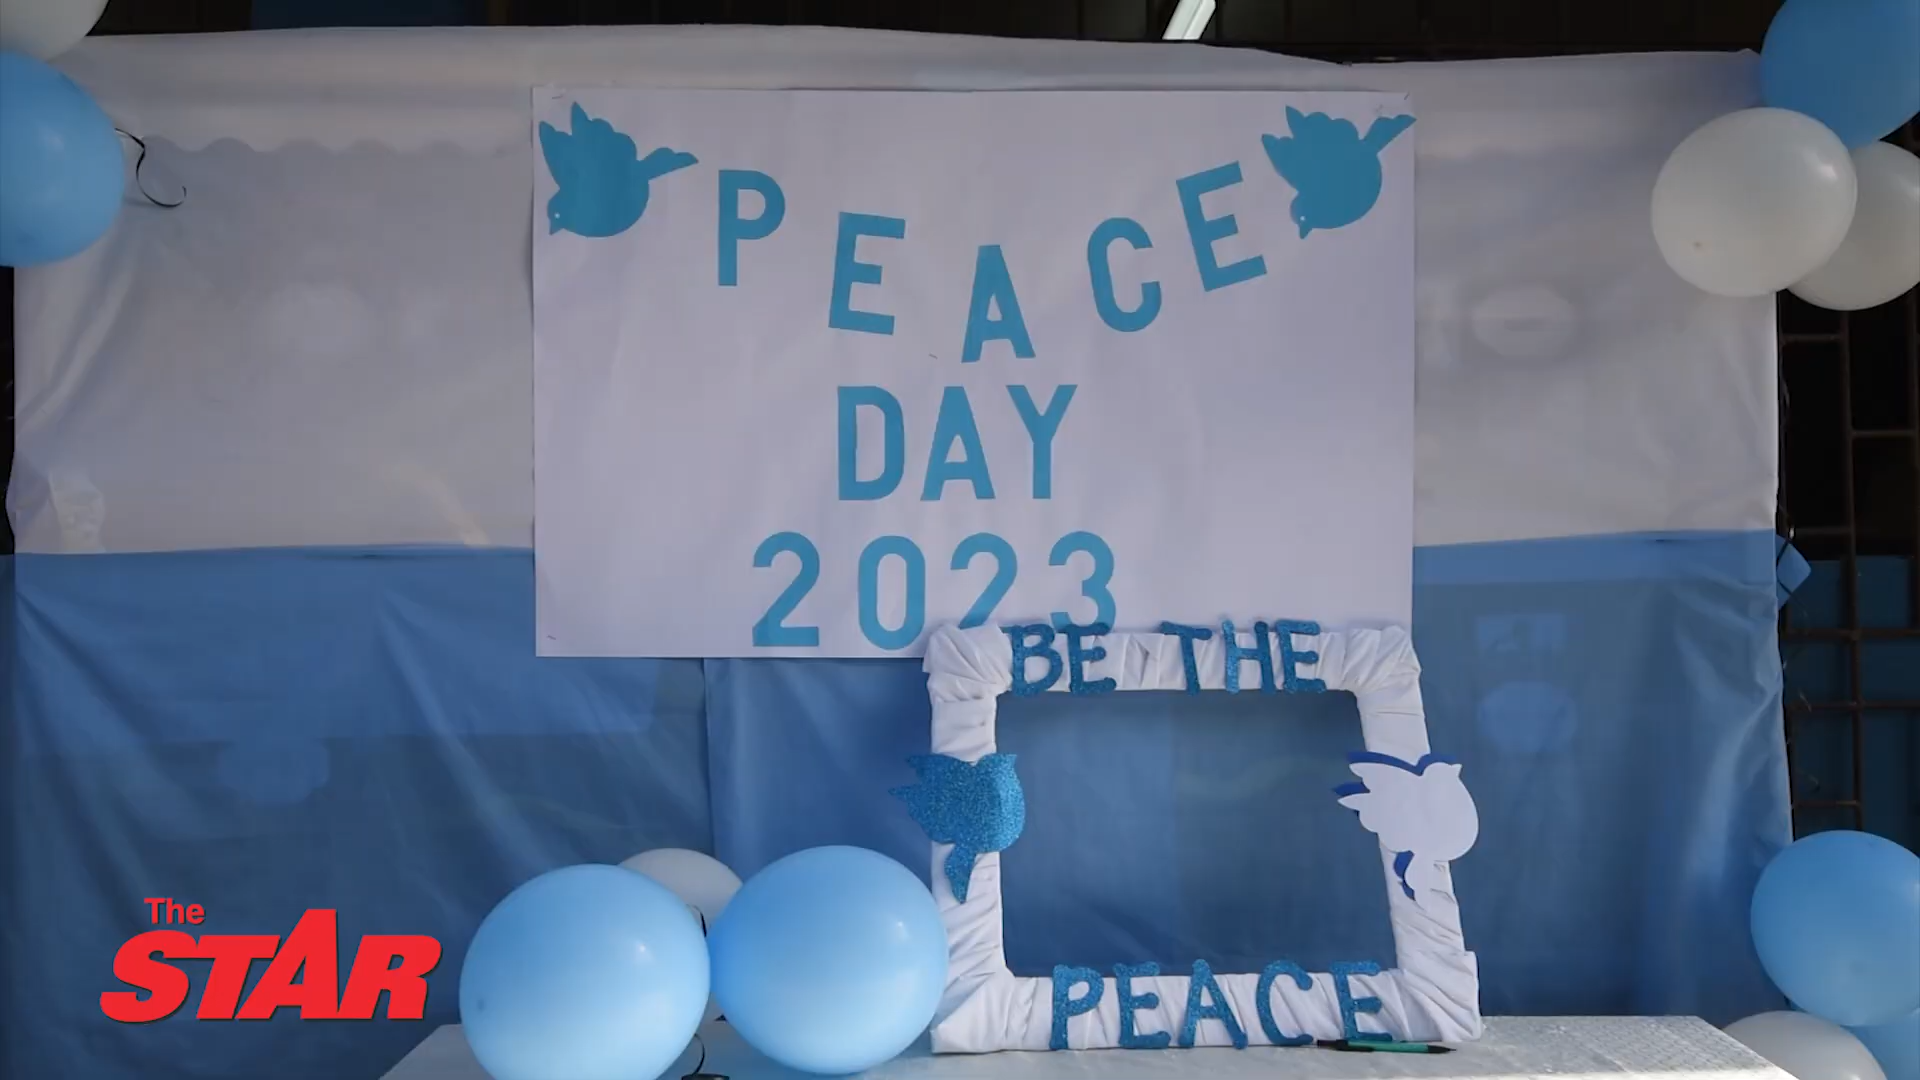 PEACE
DAY
2023
BE THE
PEACE
The
STAR